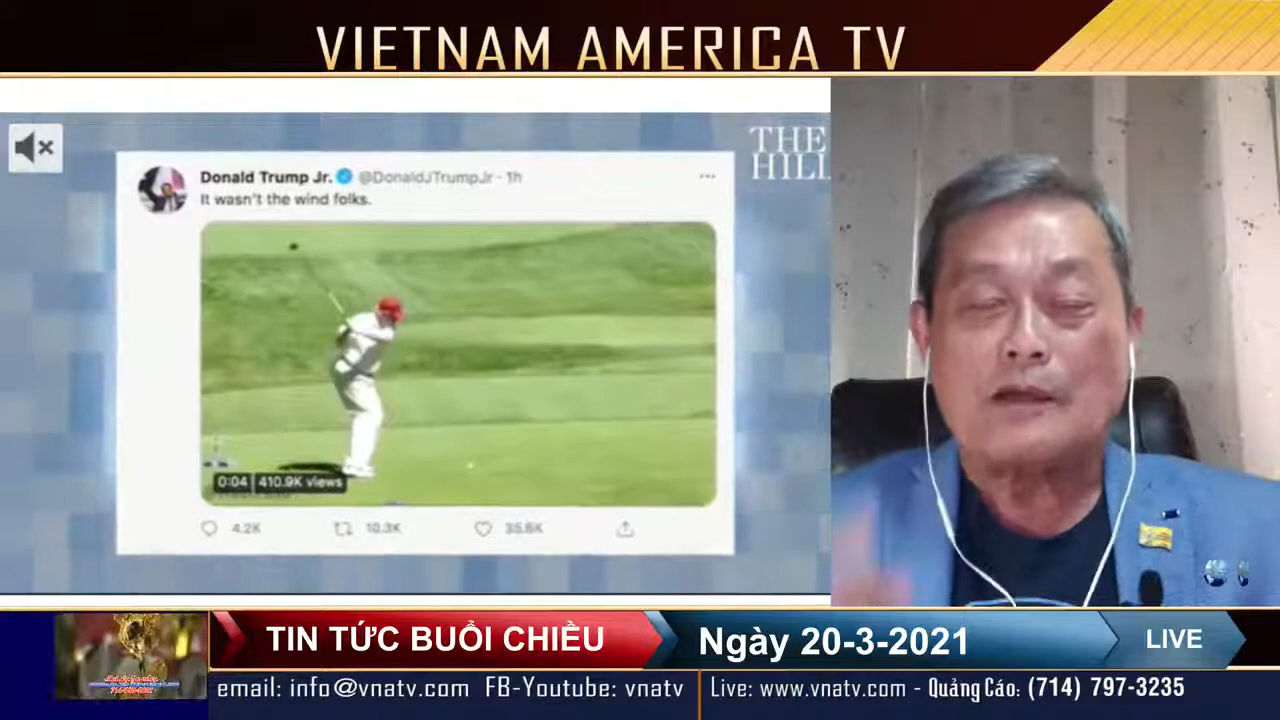 VIETNAM AMERICA TV
THE
HILL
Donald Trump Jr. @DonaldJTrumpJr · 1h
It wasn't the wind folks.
0:04 410.9K views
4.2K 10.3K 35.6K
TIN TỨC BUỔI CHIỀU
Ngày 20-3-2021
LIVE
email: info@vnatv.com FB-Youtube: vnatv
Live: www.vnatv.com - Quảng Cáo: (714) 797-3235